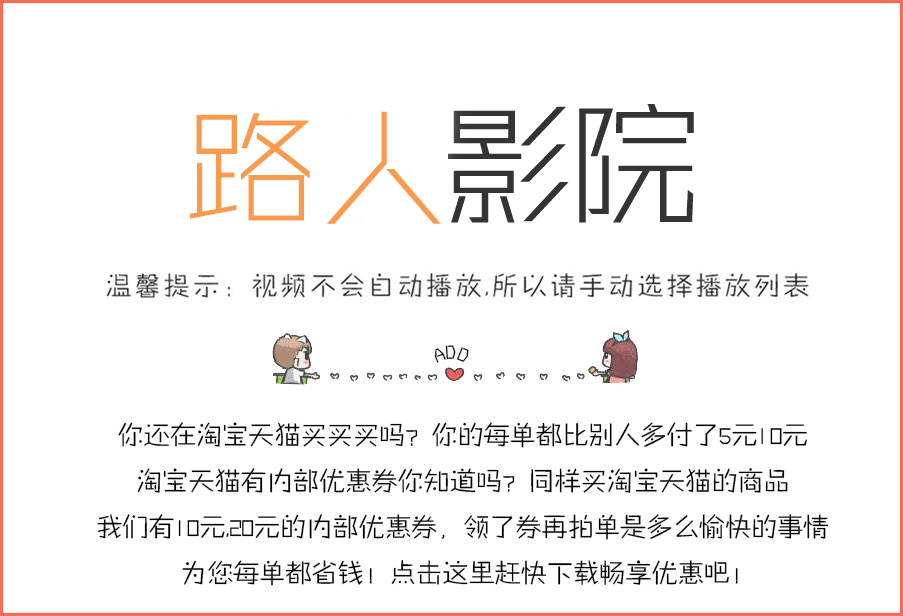 路人影院
温馨提示：视频不会自动播放,所以请手动选择播放列表
ADD
你还在淘宝天猫买买买吗？你的每单都比别人多付了5元10元
淘宝天猫有内部优惠券你知道吗？同样买淘宝天猫的商品
我们有10元,20元的内部优惠券，领了券再拍单是多么愉快的事情
为您每单都省钱！点击这里赶快下载畅享优惠吧！